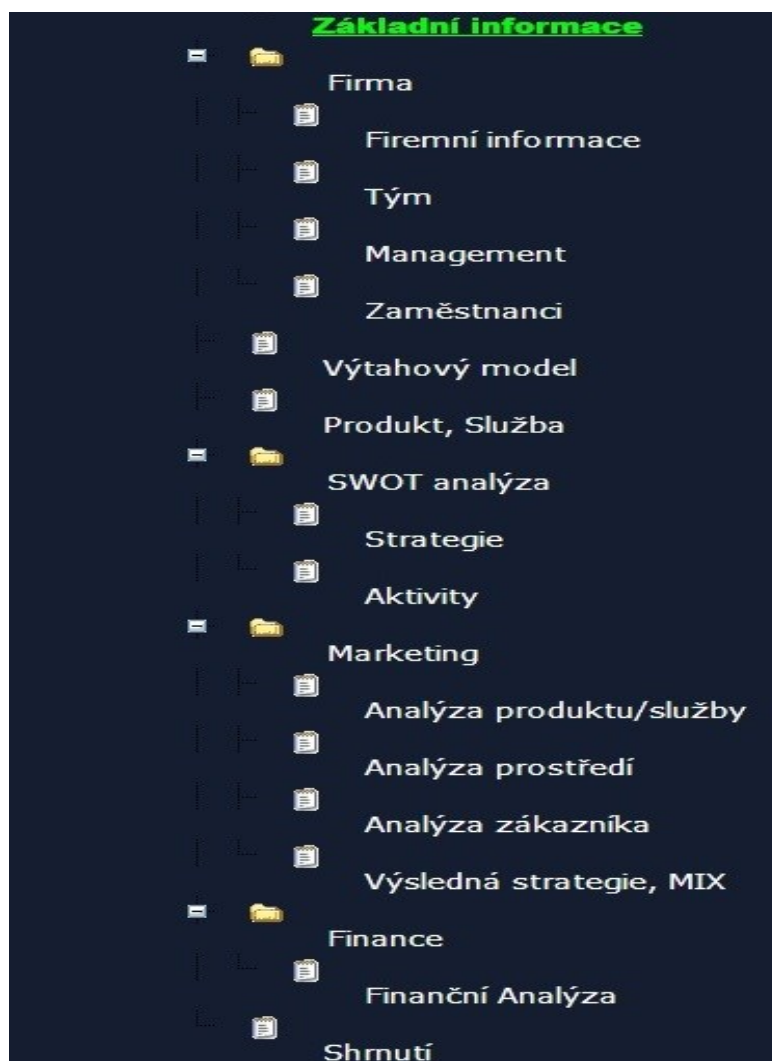 Základní informace
Firma
Firemní informace
Tým
Management
Zaměstnanci
Výtahový model
Produkt, Služba
SWOT analýza
Strategie
Aktivity
Marketing
Analýza produktu/služby
Analýza prostředí
Analýza zákazníka
Výsledná strategie, MIX
Finance
Finanční Analýza
Shrnutí